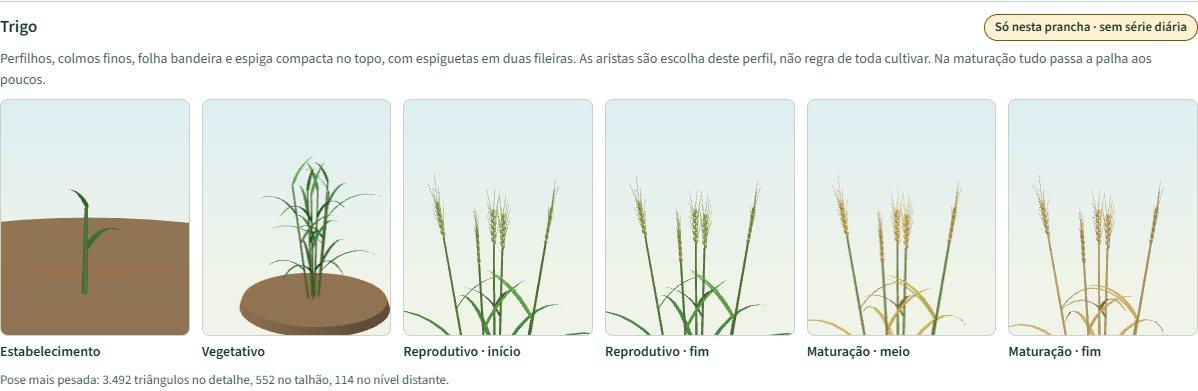 Trigo
Só nesta prancha · sem série diária
Perfilhos, colmos finos, folha bandeira e espiga compacta no topo, com espiguetas em duas fileiras. As aristas são escolha deste perfil, não regra de toda cultivar. Na maturação tudo passa a palha aos
poucos.
Estabelecimento
Vegetativo
Reprodutivo · início
Reprodutivo · fim
Maturação · meio
Maturação · fim
Pose mais pesada: 3.492 triângulos no detalhe, 552 no talhão, 114 no nível distante.